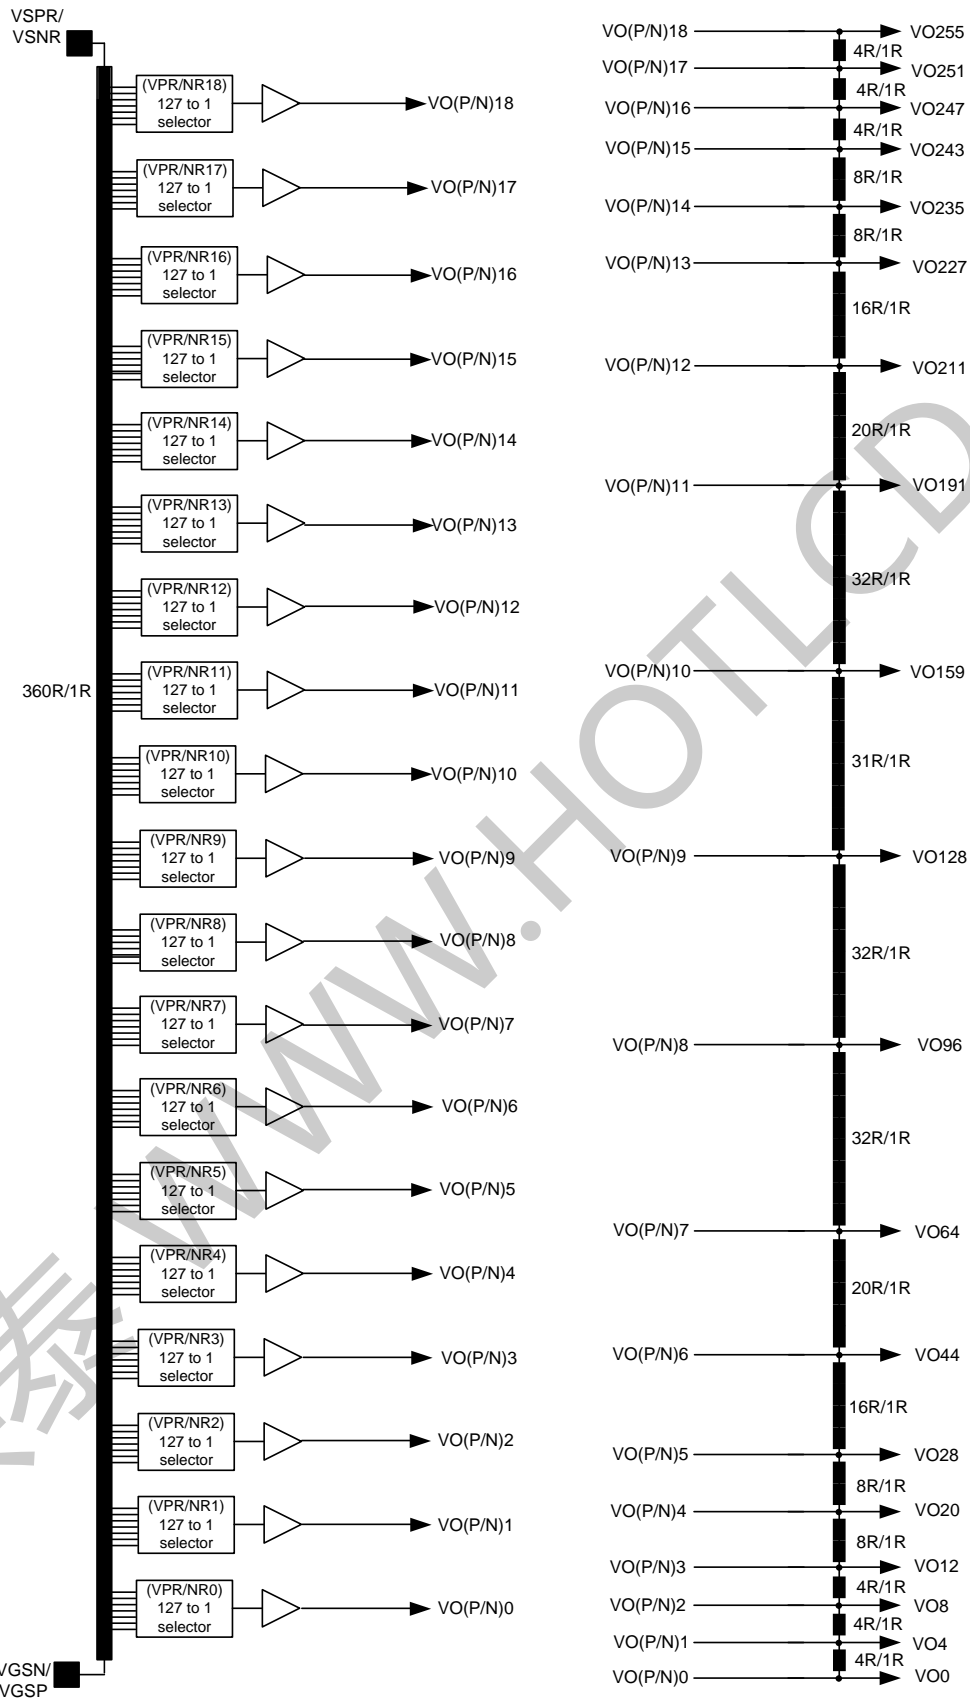 VSPR/
VSNR
(VPR/NR18)
127 to 1
selector
VO(P/N)18
(VPR/NR17)
127 to 1
selector
VO(P/N)17
(VPR/NR16)
127 to 1
selector
VO(P/N)16
(VPR/NR15)
127 to 1
selector
VO(P/N)15
(VPR/NR14)
127 to 1
selector
VO(P/N)14
(VPR/NR13)
127 to 1
selector
VO(P/N)13
(VPR/NR12)
127 to 1
selector
VO(P/N)12
360R/1R
(VPR/NR11)
127 to 1
selector
VO(P/N)11
(VPR/NR10)
127 to 1
selector
VO(P/N)10
(VPR/NR9)
127 to 1
selector
VO(P/N)9
(VPR/NR8)
127 to 1
selector
VO(P/N)8
(VPR/NR7)
127 to 1
selector
VO(P/N)7
(VPR/NR6)
127 to 1
selector
VO(P/N)6
(VPR/NR5)
127 to 1
selector
VO(P/N)5
(VPR/NR4)
127 to 1
selector
VO(P/N)4
(VPR/NR3)
127 to 1
selector
VO(P/N)3
(VPR/NR2)
127 to 1
selector
VO(P/N)2
(VPR/NR1)
127 to 1
selector
VO(P/N)1
(VPR/NR0)
127 to 1
selector
VO(P/N)0
VGSN/
VGSP
VO(P/N)18 VO255
4R/1R
VO(P/N)17 VO251
4R/1R
VO(P/N)16 VO247
4R/1R
VO(P/N)15 VO243
8R/1R
VO(P/N)14 VO235
8R/1R
VO(P/N)13 VO227
16R/1R
VO(P/N)12 VO211
20R/1R
VO(P/N)11 VO191
32R/1R
VO(P/N)10 VO159
31R/1R
VO(P/N)9 VO128
32R/1R
VO(P/N)8 VO96
32R/1R
VO(P/N)7 VO64
20R/1R
VO(P/N)6 VO44
16R/1R
VO(P/N)5 VO28
8R/1R
VO(P/N)4 VO20
8R/1R
VO(P/N)3 VO12
4R/1R
VO(P/N)2 VO8
4R/1R
VO(P/N)1 VO4
4R/1R
VO(P/N)0 VO0
泰 WWW.HOTLCD